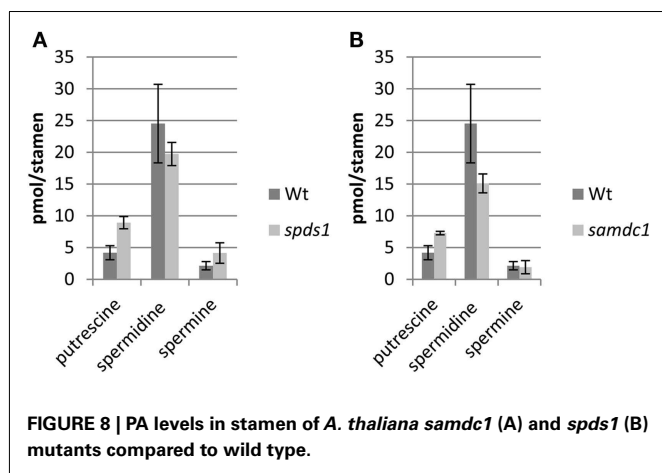 A
35
30
25
20
15
10
5
0
pmol/stamen
putrescine
spermidine
spermine
Wt
spds1
B
35
30
25
20
15
10
5
0
pmol/stamen
putrescine
spermidine
spermine
Wt
samdc1
FIGURE 8 | PA levels in stamen of A. thaliana samdc1 (A) and spds1 (B)
mutants compared to wild type.